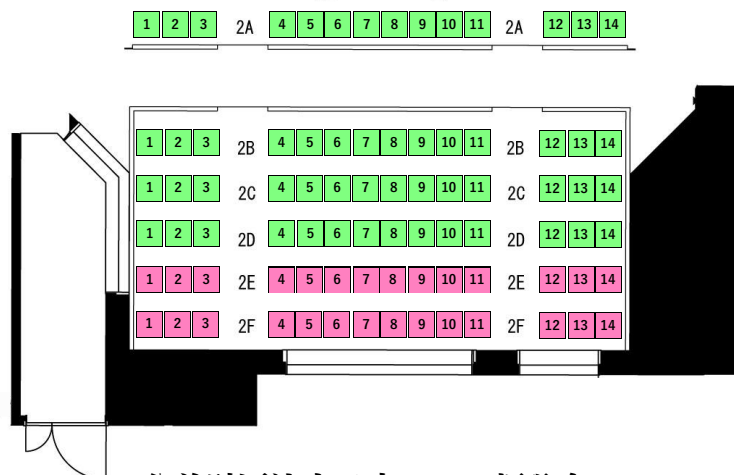 1 2 3 2A 4 5 6 7 8 9 10 11 2A 12 13 14
1 2 3 2B 4 5 6 7 8 9 10 11 2B 12 13 14
1 2 3 2C 4 5 6 7 8 9 10 11 2C 12 13 14
1 2 3 2D 4 5 6 7 8 9 10 11 2D 12 13 14
1 2 3 2E 4 5 6 7 8 9 10 11 2E 12 13 14
1 2 3 2F 4 5 6 7 8 9 10 11 2F 12 13 14